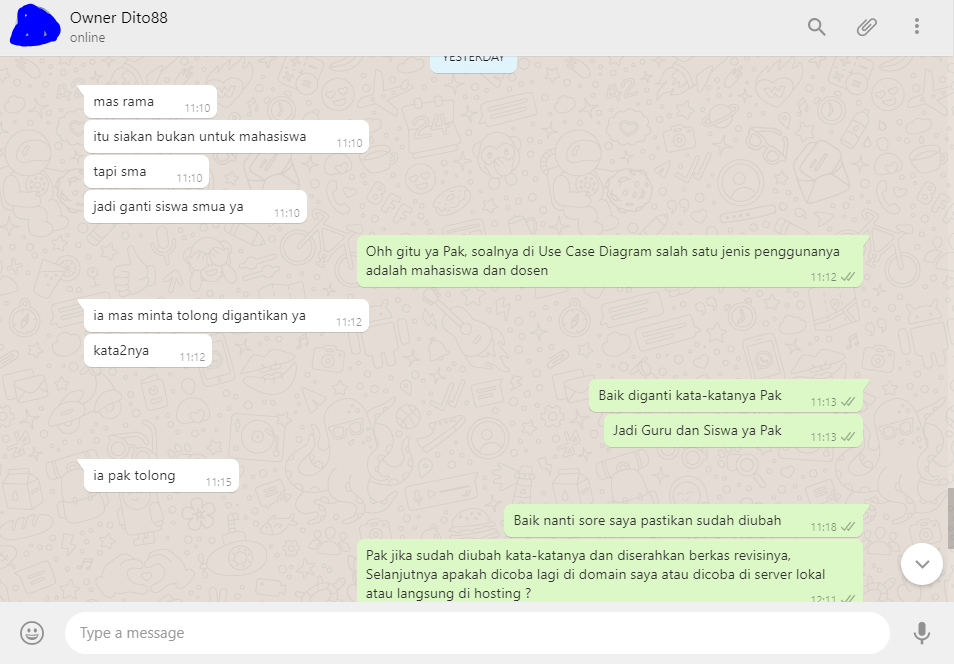 Owner Dito88
online
YESTERDAY
mas rama 11:10
itu siakan bukan untuk mahasiswa 11:10
tapi sma 11:10
jadi ganti siswa smua ya 11:10
Ohh gitu ya Pak, soalnya di Use Case Diagram salah satu jenis penggunanya
adalah mahasiswa dan dosen 11:12
ia mas minta tolong digantikan ya 11:12
kata2nya 11:12
Baik diganti kata-katanya Pak 11:13
Jadi Guru dan Siswa ya Pak 11:13
ia pak tolong 11:15
Baik nanti sore saya pastikan sudah diubah 11:18
Pak jika sudah diubah kata-katanya dan diserahkan berkas revisinya,
Selanjutnya apakah dicoba lagi di domain saya atau dicoba di server lokal
atau langsung di hosting ? 12:11
Type a message